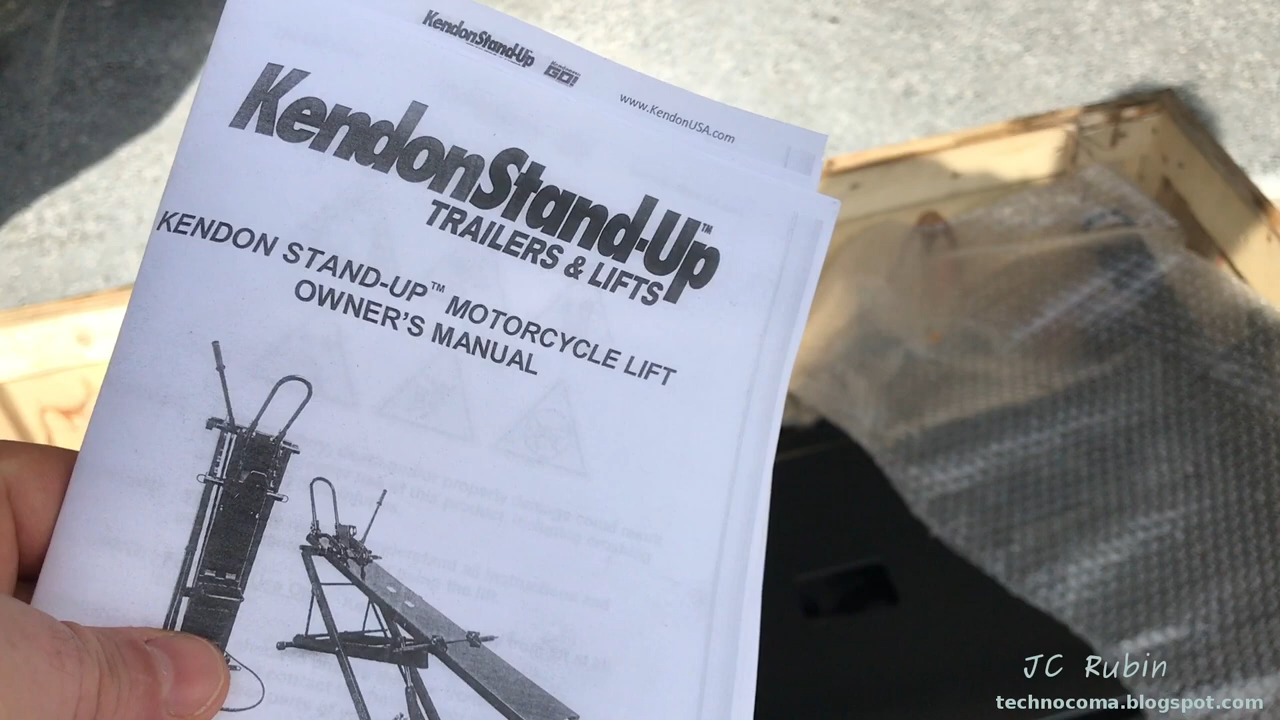 KendonStand-Up
GO!
www.KendonUSA.com
KendonStand-Up™
TRAILERS & LIFTS
KENDON STAND-UP™ MOTORCYCLE LIFT
OWNER'S MANUAL
JC Rubin
technocoma.blogspot.com